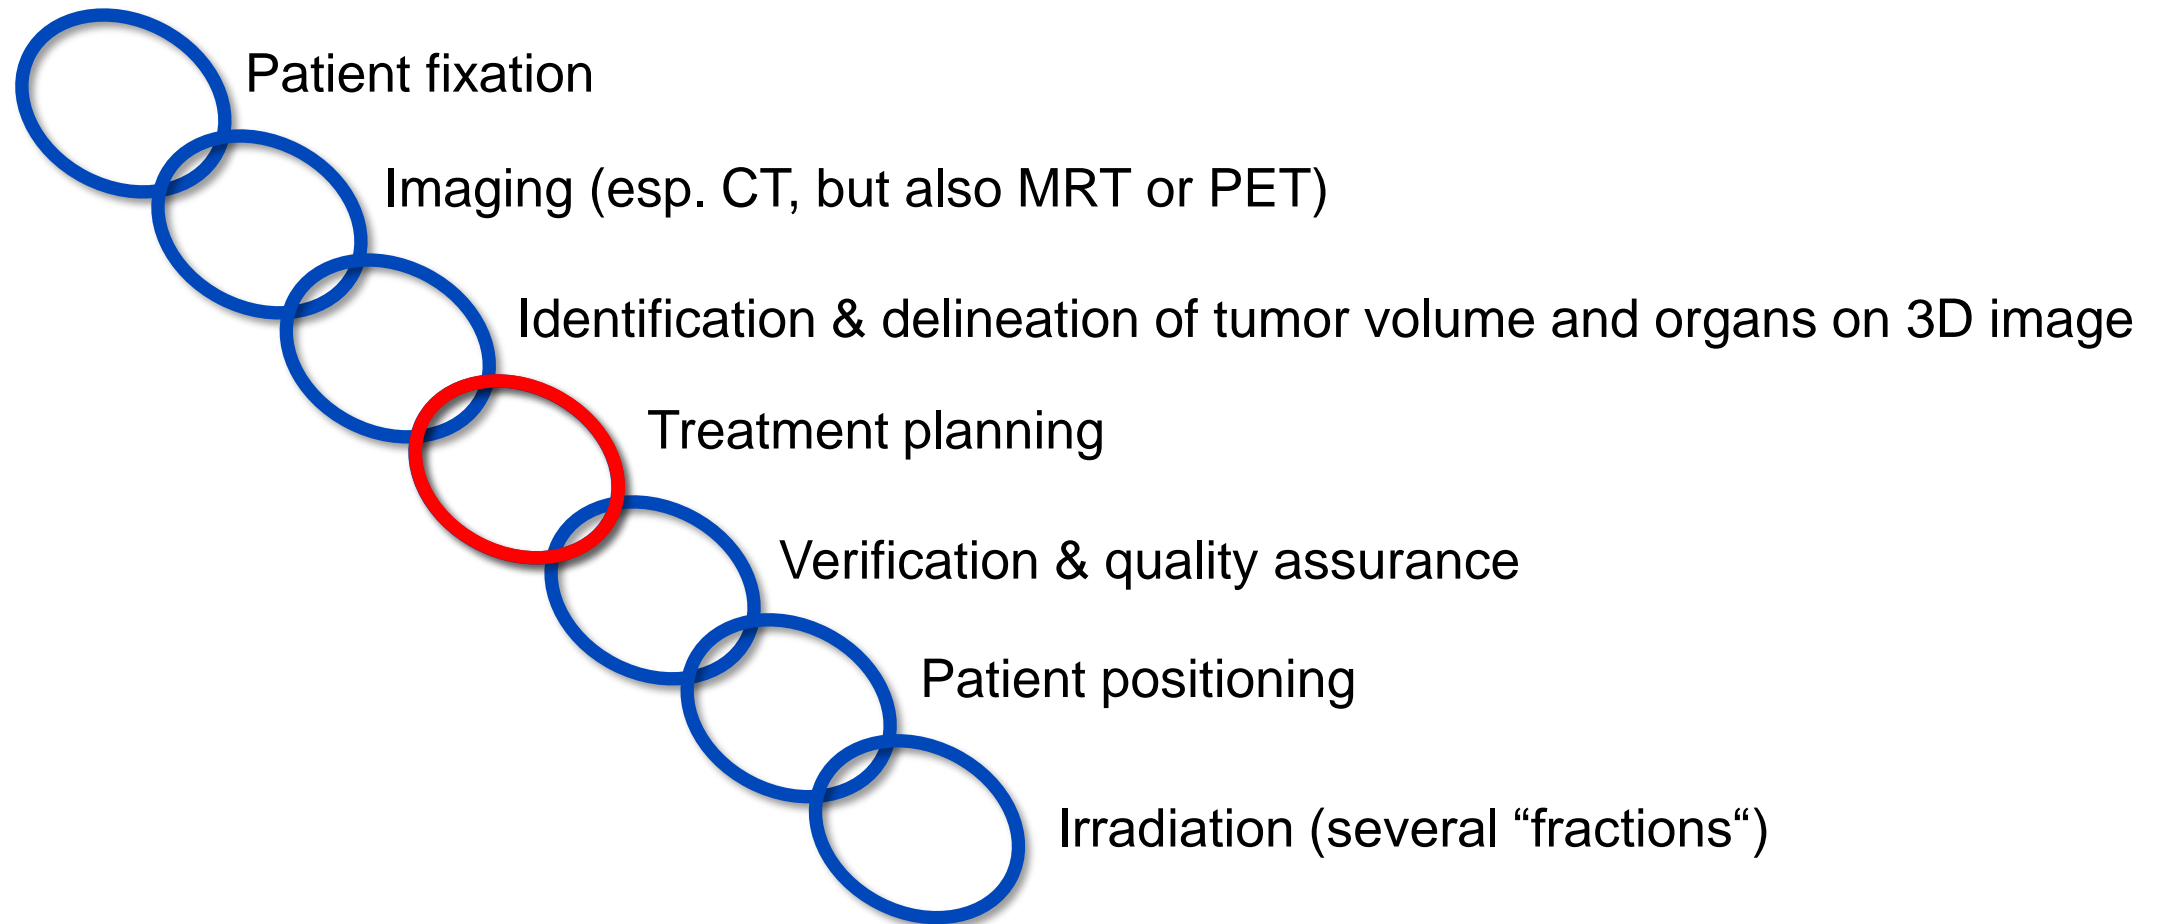 Patient fixation
Imaging (esp. CT, but also MRT or PET)
Identification & delineation of tumor volume and organs on 3D image
Treatment planning
Verification & quality assurance
Patient positioning
Irradiation (several “fractions“)